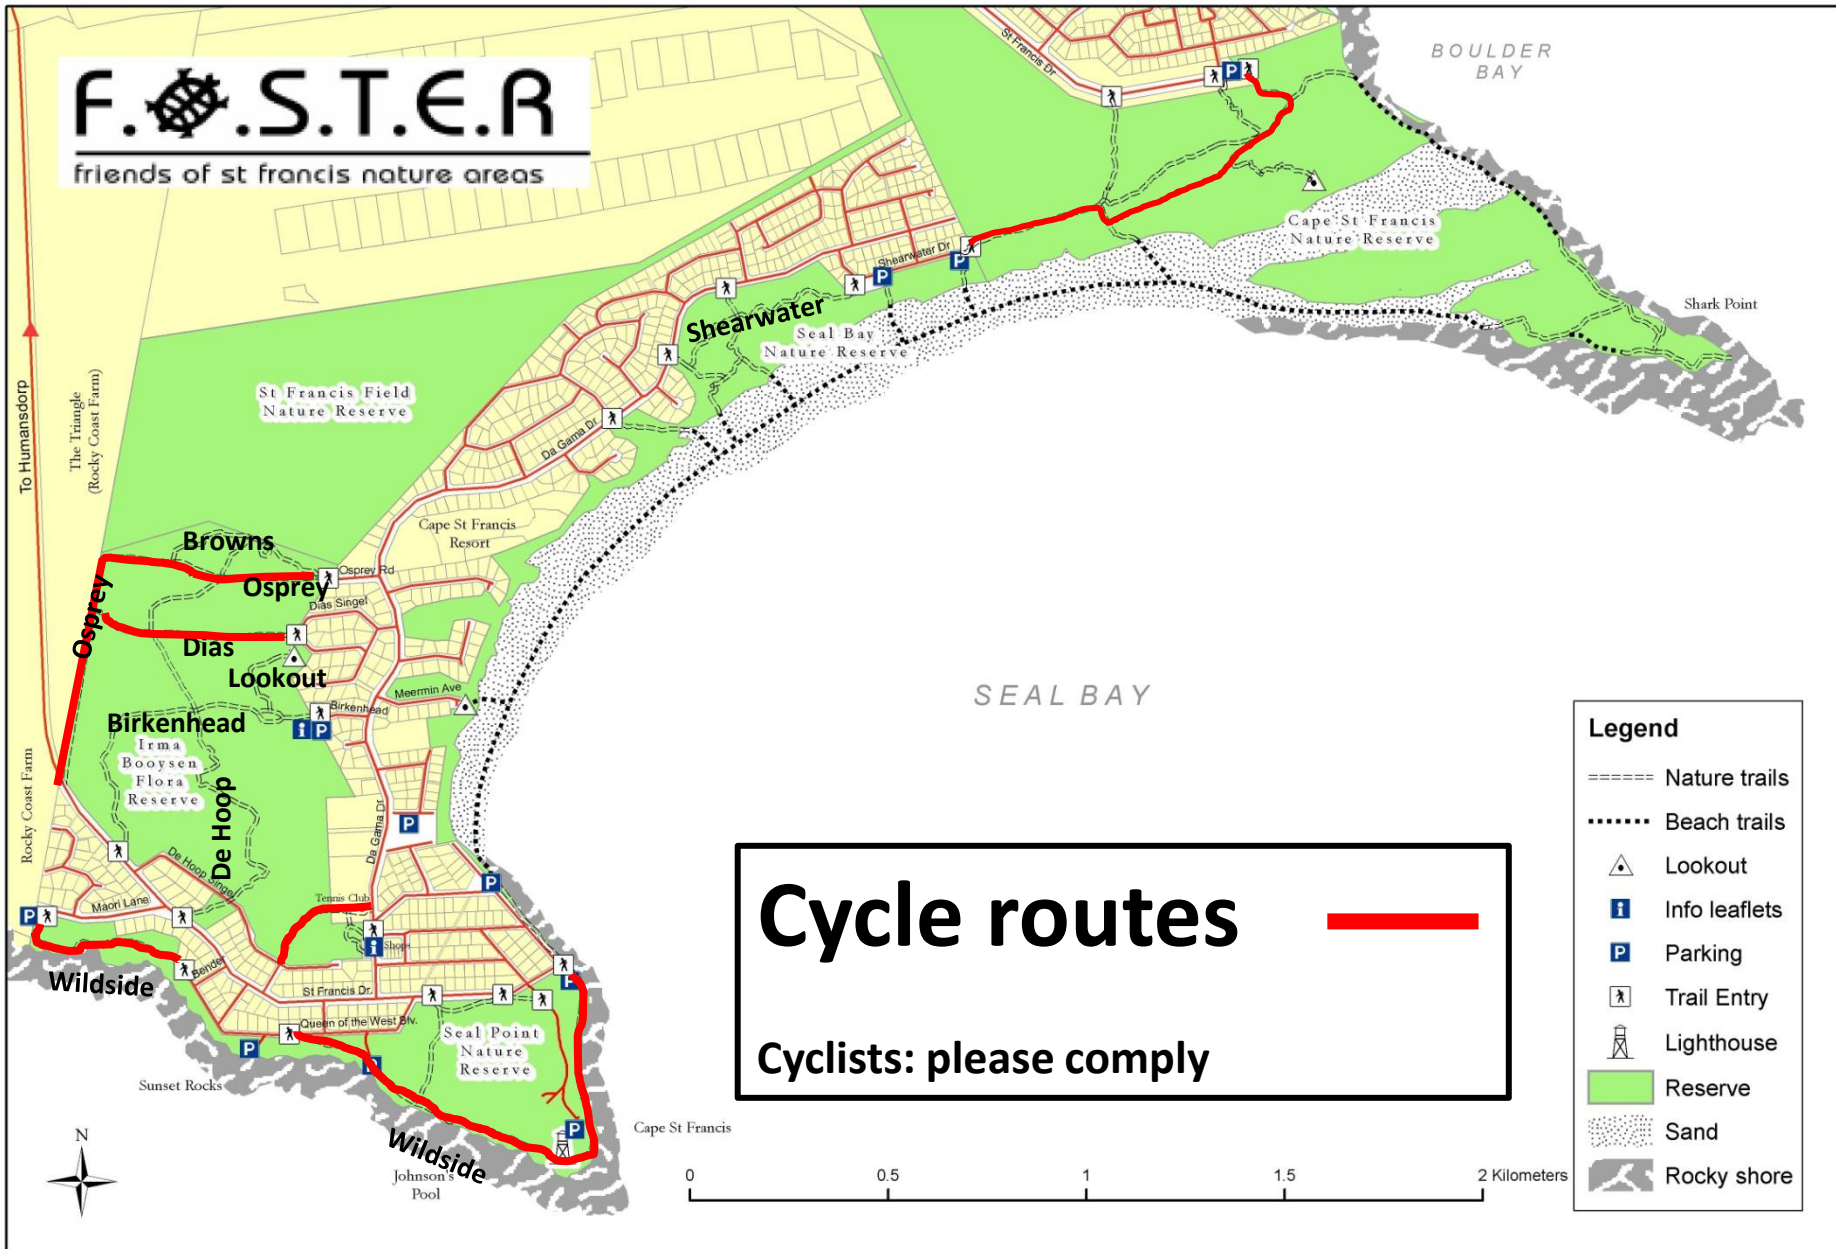 F.O.S.T.E.R
friends of st francis nature areas
BOULDER
BAY
St Francis Dr
Cape St Francis
Nature Reserve
Shark Point
Shearwater Dr
Shearwater
Seal Bay
Nature Reserve
St Francis Field
Nature Reserve
To Humansdorp
The Triangle
(Rocky Coast Farm)
Da Gama Dr
Cape St Francis
Resort
Browns
Osprey Rd
Osprey
Osprey
Dias Singel
Dias
Lookout
Meermin Ave
SEAL BAY
Birkenhead
Birkenhead
Irma
Booysen
Flora
Reserve
De Hoop
Rocky Coast Farm
Da Gama Dr
De Hoop Singel
Maori Lane
Tennis Club
Shops
Bender
Wildside
St Francis Dr.
Queen of the West Blv.
Seal Point
Nature
Reserve
Sunset Rocks
Cape St Francis
Wildside
Johnson's
Pool
N
P
P
P
P
P
P
P
P
P
P
P
P
i
i
Cycle routes
Cyclists: please comply
0 0.5 1 1.5 2 Kilometers
Legend
Nature trails
Beach trails
Lookout
i Info leaflets
P Parking
Trail Entry
Lighthouse
Reserve
Sand
Rocky shore